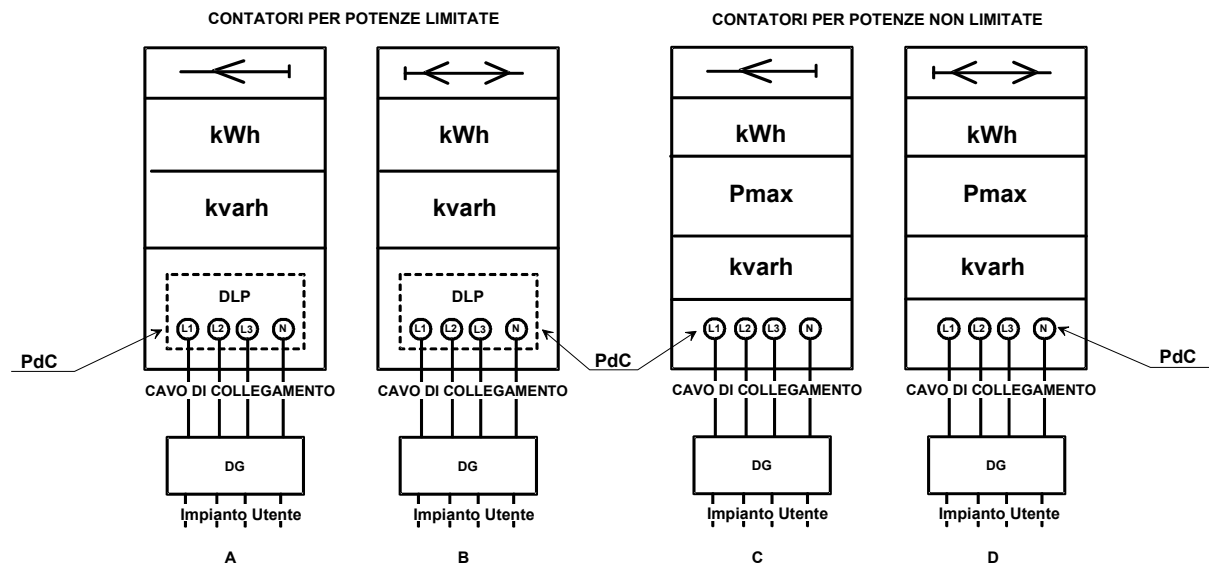 CONTATORI PER POTENZE LIMITATE
CONTATORI PER POTENZE NON LIMITATE
kWh
kvarh
DLP
L1 L2 L3 N
PdC
CAVO DI COLLEGAMENTO
DG
Impianto Utente
A
kWh
kvarh
DLP
L1 L2 L3 N
PdC
CAVO DI COLLEGAMENTO
DG
Impianto Utente
B
kWh
Pmax
kvarh
L1 L2 L3 N
CAVO DI COLLEGAMENTO
DG
Impianto Utente
C
kWh
Pmax
kvarh
L1 L2 L3 N
PdC
CAVO DI COLLEGAMENTO
DG
Impianto Utente
D